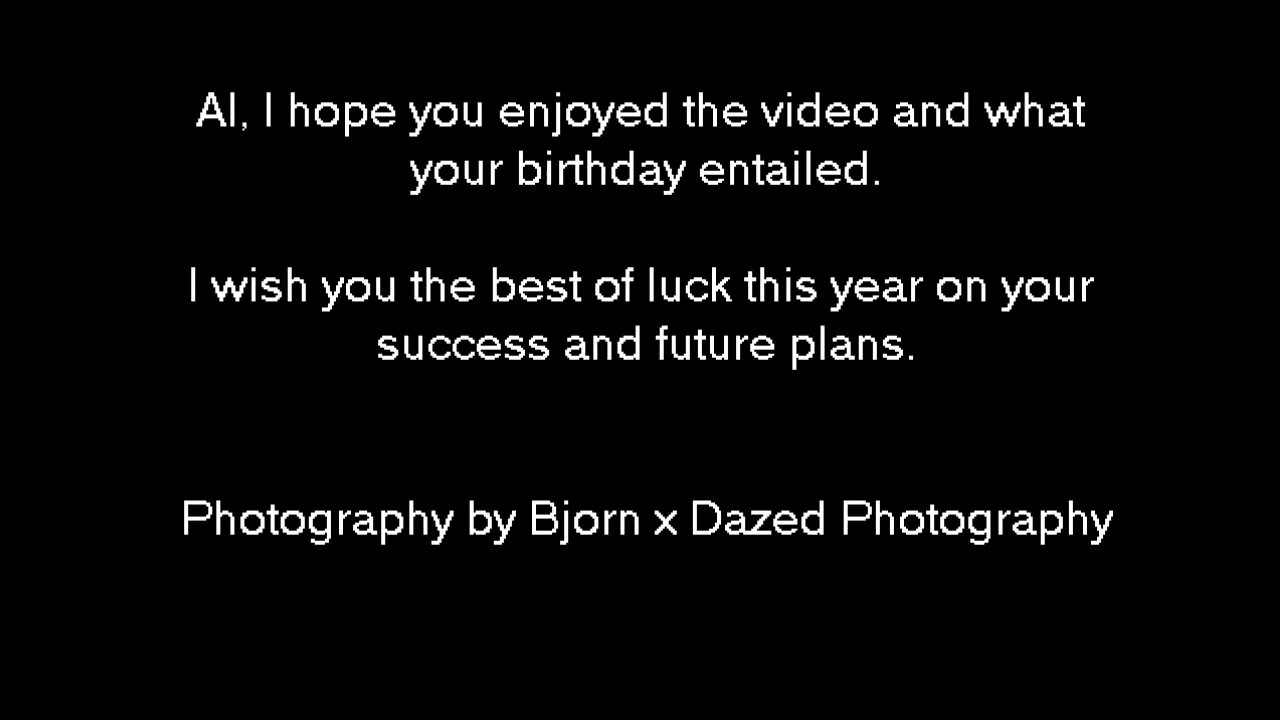 Al, I hope you enjoyed the video and what
your birthday entailed.
I wish you the best of luck this year on your
success and future plans.
Photography by Bjorn x Dazed Photography